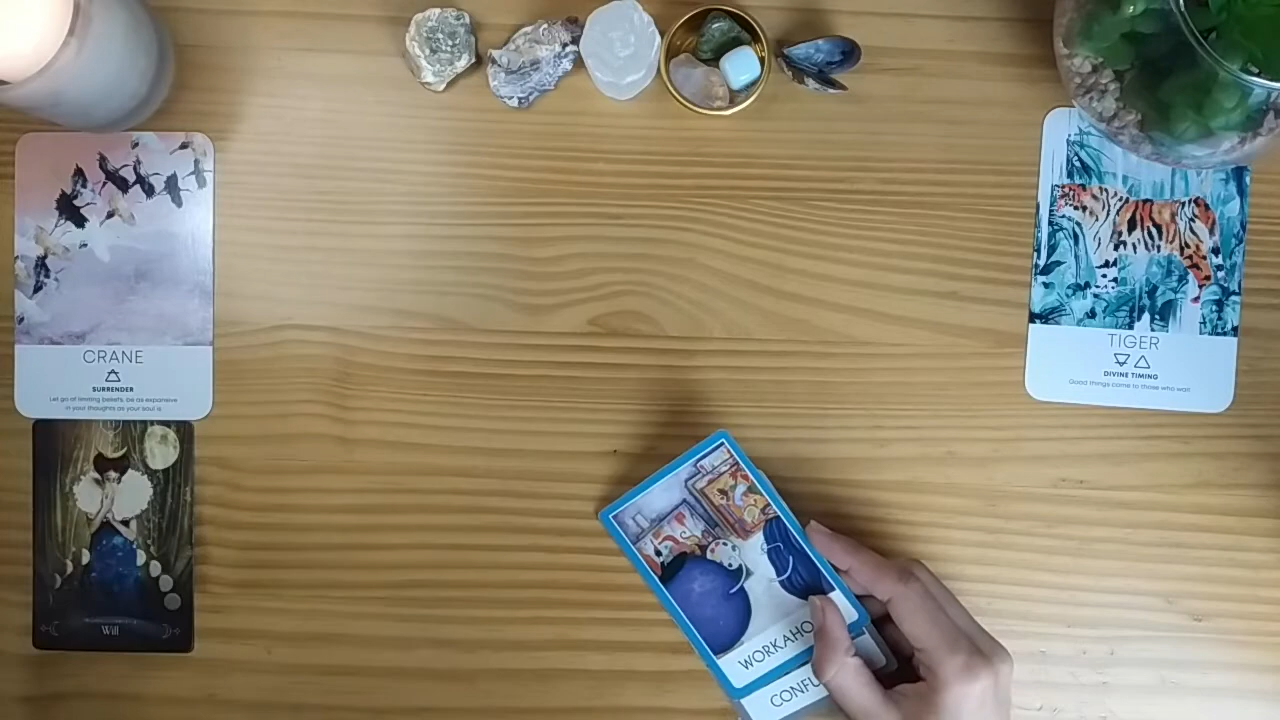 CRANE
SURRENDER
Let go of limiting beliefs, be as expansive
in your thoughts as your soul is
Will
TIGER
DIVINE TIMING
Good things come to those who wait
WORKAHO
CONFU